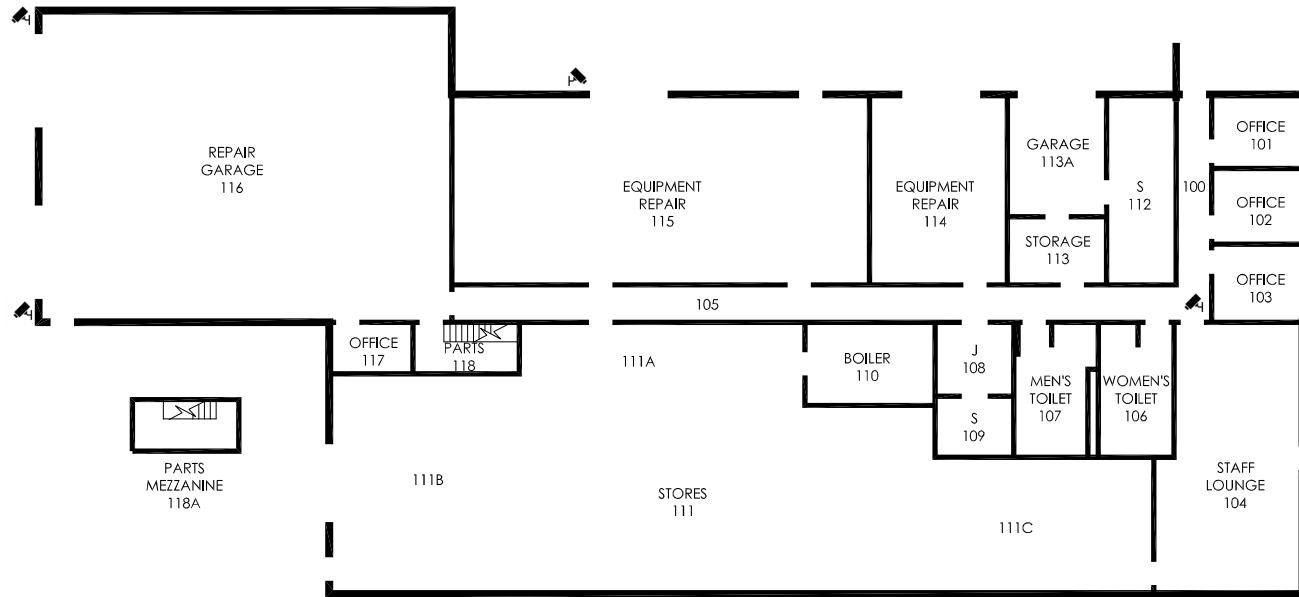 REPAIR
GARAGE
116
EQUIPMENT
REPAIR
115
EQUIPMENT
REPAIR
114
GARAGE
113A
STORAGE
113
S
112
100
OFFICE
101
OFFICE
102
OFFICE
103
105
OFFICE
117
PARTS
118
111A
BOILER
110
J
108
S
109
MEN'S
TOILET
107
WOMEN'S
TOILET
106
PARTS
MEZZANINE
118A
111B
STORES
111
111C
STAFF
LOUNGE
104